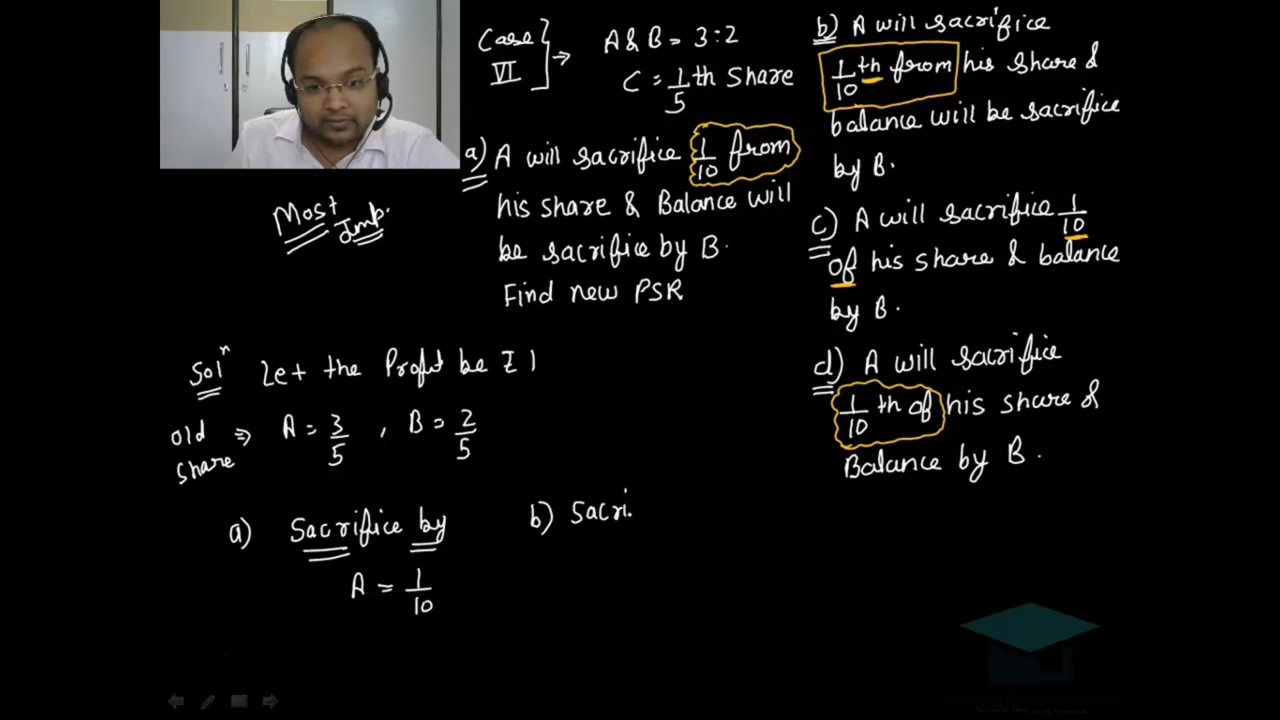 Case VI → A & B = 3:2
C = 1/5 th Share
a) A will sacrifice 1/10 from
his share & Balance will
be sacrifice by B.
Find new PSR
b) A will sacrifice
1/10 th from his share &
balance will be sacrifice
by B.
c) A will sacrifice 1/10
of his share & balance
by B.
d) A will sacrifice
1/10 th of his share &
Balance by B.
Most
Imp.
Solⁿ Let the Profit be ₹ 1
old share ⇒ A = 3/5 , B = 2/5
a) Sacrifice by
A = 1/10
b) Sacri